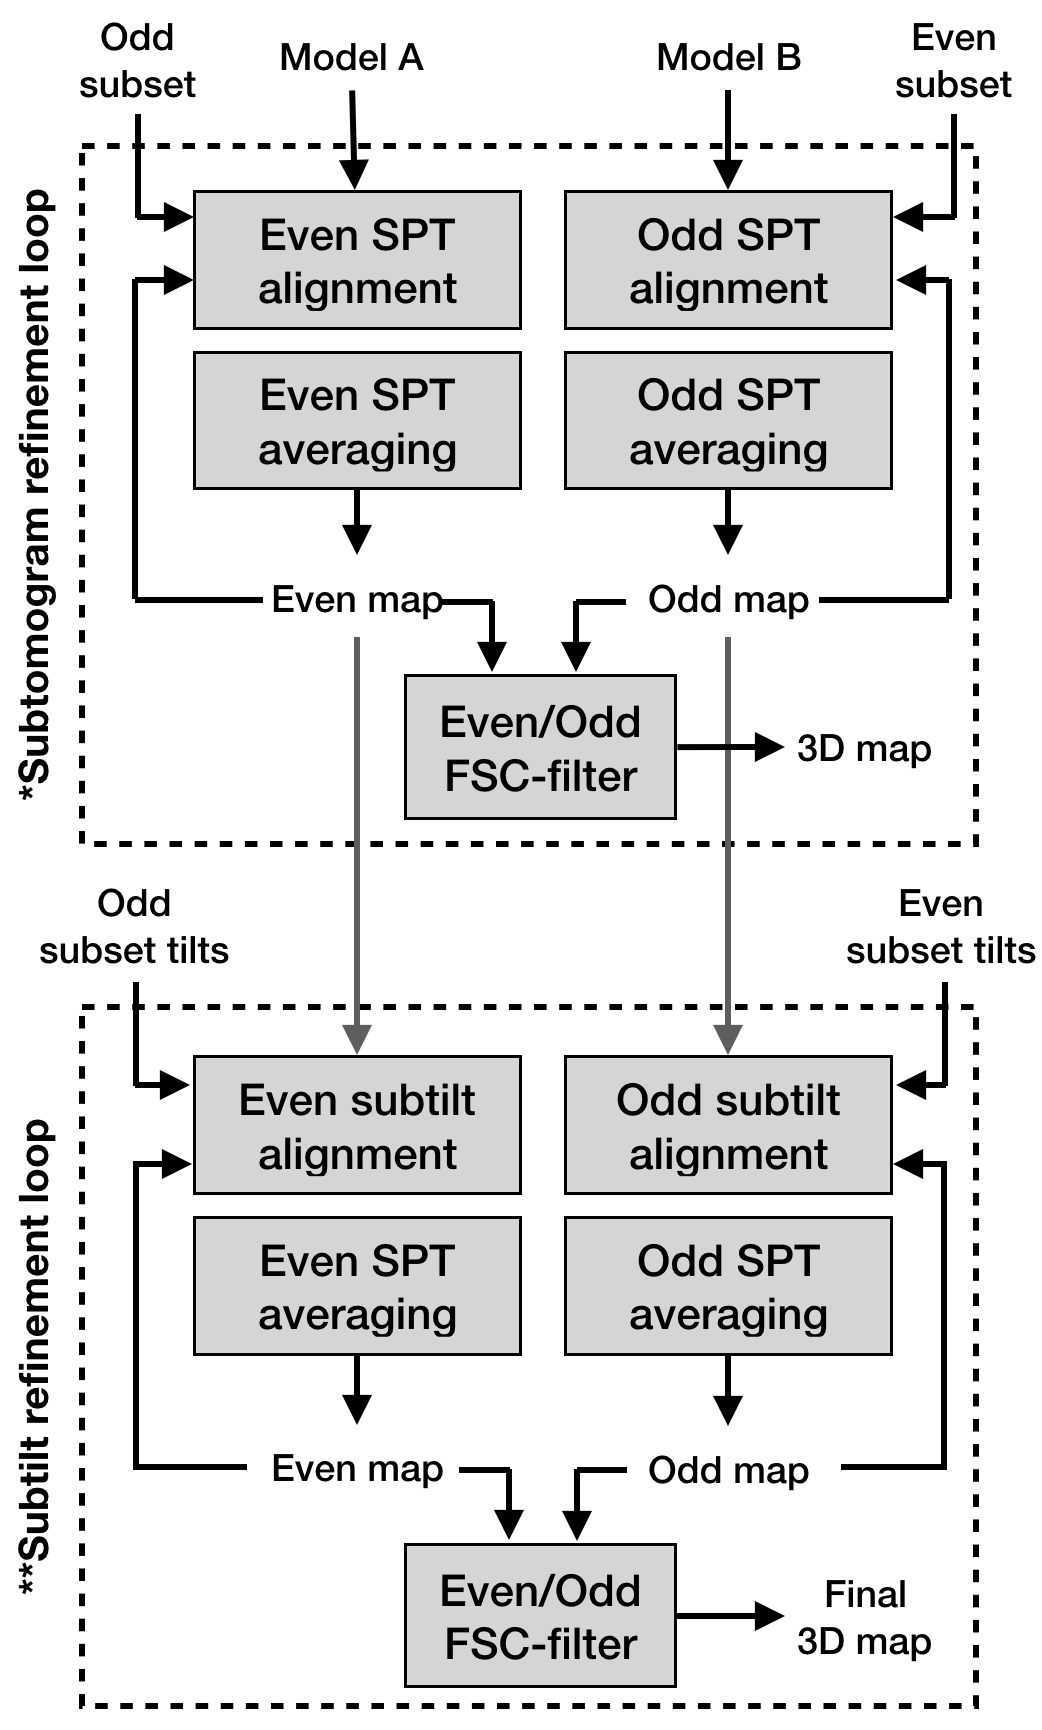 Odd
subset
Model A
Model B
Even
subset
*Subtomogram refinement loop
Even SPT
alignment
Odd SPT
alignment
Even SPT
averaging
Odd SPT
averaging
Even map
Odd map
Even/Odd
FSC-filter
3D map
Odd
subset tilts
Even
subset tilts
**Subtilt refinement loop
Even subtilt
alignment
Odd subtilt
alignment
Even SPT
averaging
Odd SPT
averaging
Even map
Odd map
Even/Odd
FSC-filter
Final
3D map